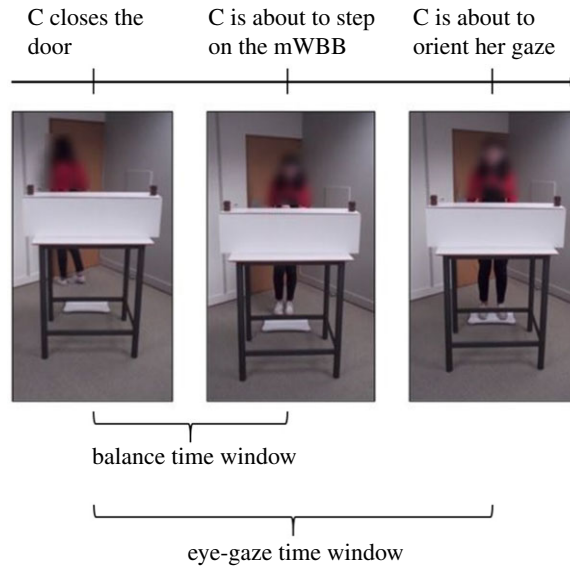 C closes the
door
C is about to step
on the mWBB
C is about to
orient her gaze
balance time window
eye-gaze time window